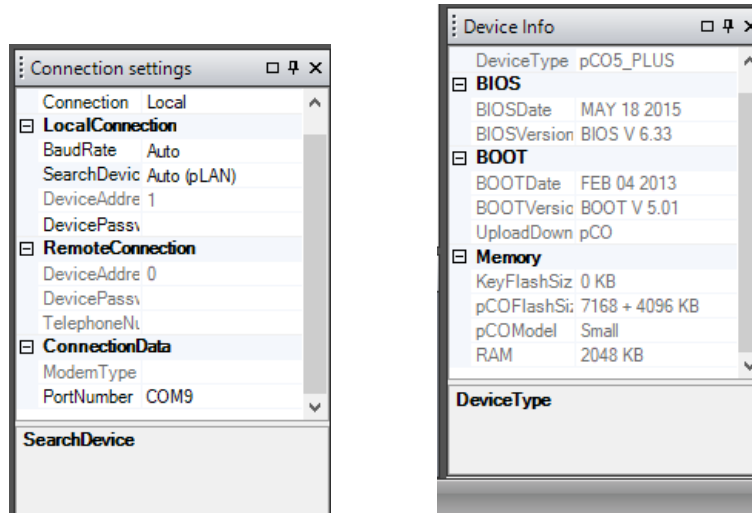 Connection settings
Connection Local
LocalConnection
BaudRate Auto
SearchDevic Auto (pLAN)
DeviceAddre 1
DevicePassv
RemoteConnection
DeviceAddre 0
DevicePassv
TelephoneNu
ConnectionData
ModemType
PortNumber COM9
SearchDevice
Device Info
DeviceType pCO5_PLUS
BIOS
BIOSDate MAY 18 2015
BIOSVersion BIOS V 6.33
BOOT
BOOTDate FEB 04 2013
BOOTVersic BOOT V 5.01
UploadDown pCO
Memory
KeyFlashSiz 0 KB
pCOFlashSiz 7168 + 4096 KB
pCOModel Small
RAM 2048 KB
DeviceType